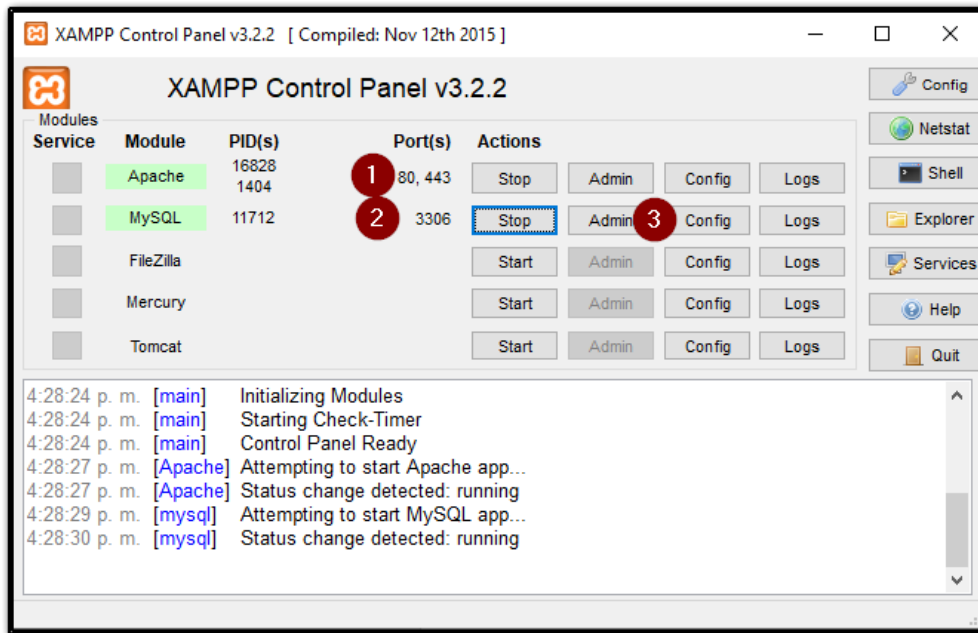 XAMPP Control Panel v3.2.2 [ Compiled: Nov 12th 2015 ]
XAMPP Control Panel v3.2.2
Config
Modules
Service Module PID(s) Port(s) Actions
Netstat
Apache 16828 1404 1 80, 443 Stop Admin Config Logs
Shell
MySQL 11712 2 3306 Stop Admin 3 Config Logs
Explorer
FileZilla Start Admin Config Logs
Services
Mercury Start Admin Config Logs
Help
Tomcat Start Admin Config Logs
Quit
4:28:24 p. m. [main] Initializing Modules
4:28:24 p. m. [main] Starting Check-Timer
4:28:24 p. m. [main] Control Panel Ready
4:28:27 p. m. [Apache] Attempting to start Apache app...
4:28:27 p. m. [Apache] Status change detected: running
4:28:29 p. m. [mysql] Attempting to start MySQL app...
4:28:30 p. m. [mysql] Status change detected: running